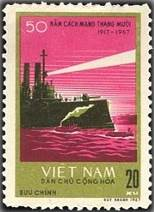 50 NĂM CÁCH MẠNG THÁNG MƯỜI
1917-1967
VIỆT NAM
DÂN CHỦ CỘNG HÒA
20
XU
BƯU CHÍNH